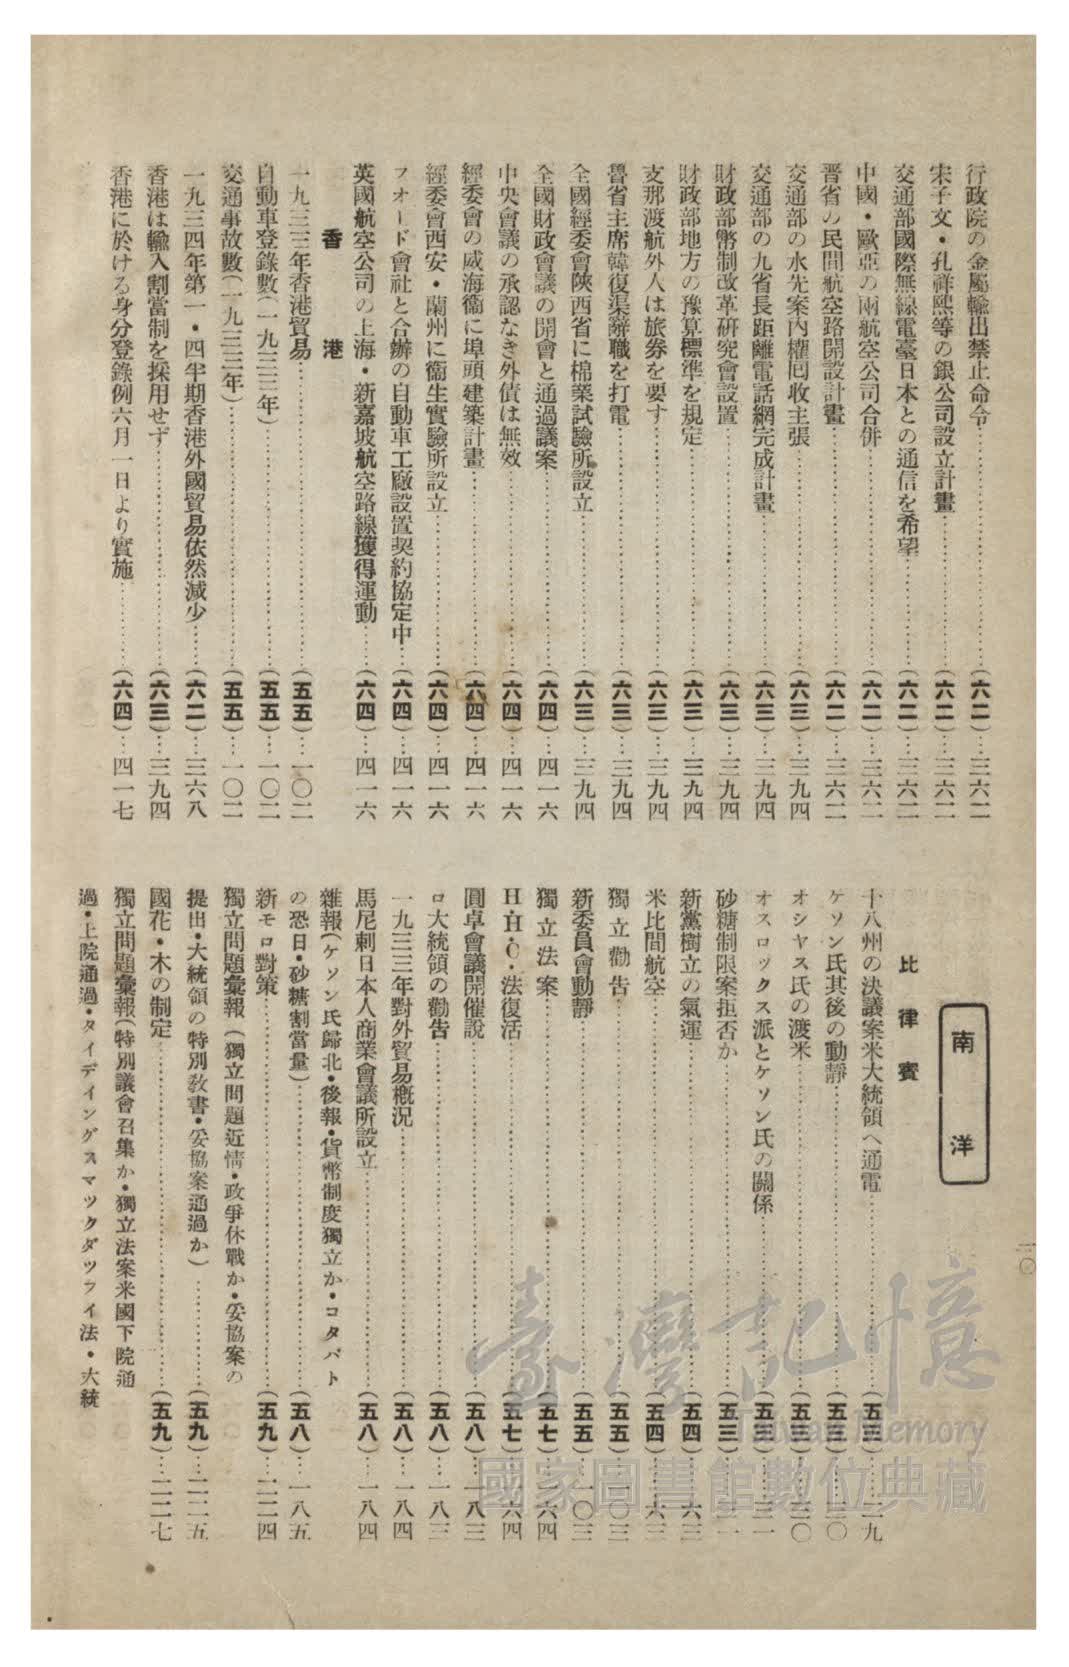 行政院の金屬輸出禁止命令……(六二)…三六二
宋子文・孔祥熙等の銀公司設立計畫……(六二)…三六二
交通部國際無線電臺日本との通信を希望……(六二)…三六二
中國・歐亞の兩航空公司合併……(六二)…三六二
晋省の民間航空路開設計畫……(六二)…三六二
交通部の水先案內權囘收主張……(六三)…三九四
交通部の九省長距離電話網完成計畫……(六三)…三九四
財政部幣制改革研究會設置……(六三)…三九四
財政部地方の豫算標準を規定……(六三)…三九四
支那渡航外人は旅券を要す……(六三)…三九四
魯省主席韓復渠辭職を打電……(六三)…三九四
全國經委會陝西省に棉業試驗所設立……(六三)…三九四
全國財政會議の開會と通過議案……(六四)…四一六
中央會議の承認なき外債は無效……(六四)…四一六
經委會の威海衞に埠頭建築計畫……(六四)…四一六
經委會西安・蘭州に衞生實驗所設立……(六四)…四一六
フオード會社と合辦の自動車工廠設置契約協定中…(六四)…四一六
英國航空公司の上海・新嘉坡航空路線獲得運動……(六四)…四一六
香港
一九三三年香港貿易……(五五)…一〇二
自動車登錄數(一九三三年)……(五五)…一〇二
交通事故數(一九三三年)……(五五)…一〇二
一九三四年第一・四半期香港外國貿易依然減少……(六二)…三六八
香港は輸入割當制を採用せず……(六三)…三九四
香港に於ける身分登錄例六月一日より實施……(六四)…四一七
南洋
比律賓
十八州の決議案米大統領へ通電……(五三)…二九
ケソン氏其後の動靜……(五三)…三〇
オシヤス氏の渡米……(五三)…三〇
オスロツクス派とケソン氏の關係……(五三)…三一
砂糖制限案拒否か……(五三)…三一
新黨樹立の氣運……(五四)…六三
米比間航空……(五四)…六三
獨立勸告……(五五)…一〇三
新委員會動靜……(五五)…一〇三
獨立法案……(五七)…一六四
H・H・C・法復活……(五七)…一六四
圓卓會議開催說……(五八)…一八三
ロ大統領の勸告……(五八)…一八三
一九三三年對外貿易槪況……(五八)…一八四
馬尼剌日本人商業會議所設立……(五八)…一八四
雜報(ケソン氏歸北・後報・貨幣制度獨立か・コタバト
の恐日・砂糖割當量)……(五八)…一八五
新モロ對策……(五九)…二二四
獨立問題彙報(獨立問題近情・政爭休戰か・妥協案の
提出・大統領の特別敎書・妥協案通過か)……(五九)…二二五
國花・木の制定……(五九)…二二七
獨立問題彙報(特別議會召集か・獨立法案米國下院通
過・上院通過・タイデイングスマツクダツフイ法・大統
一〇
臺灣記憶
Taiwan Memory
國家圖書館數位典藏